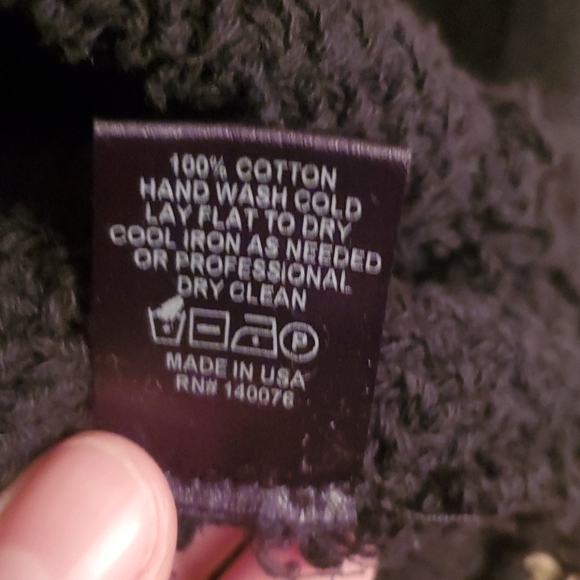 100% COTTON
HAND WASH COLD
LAY FLAT TO DRY
COOL IRON AS NEEDED
OR PROFESSIONAL
DRY CLEAN
P
MADE IN USA
RN# 140076